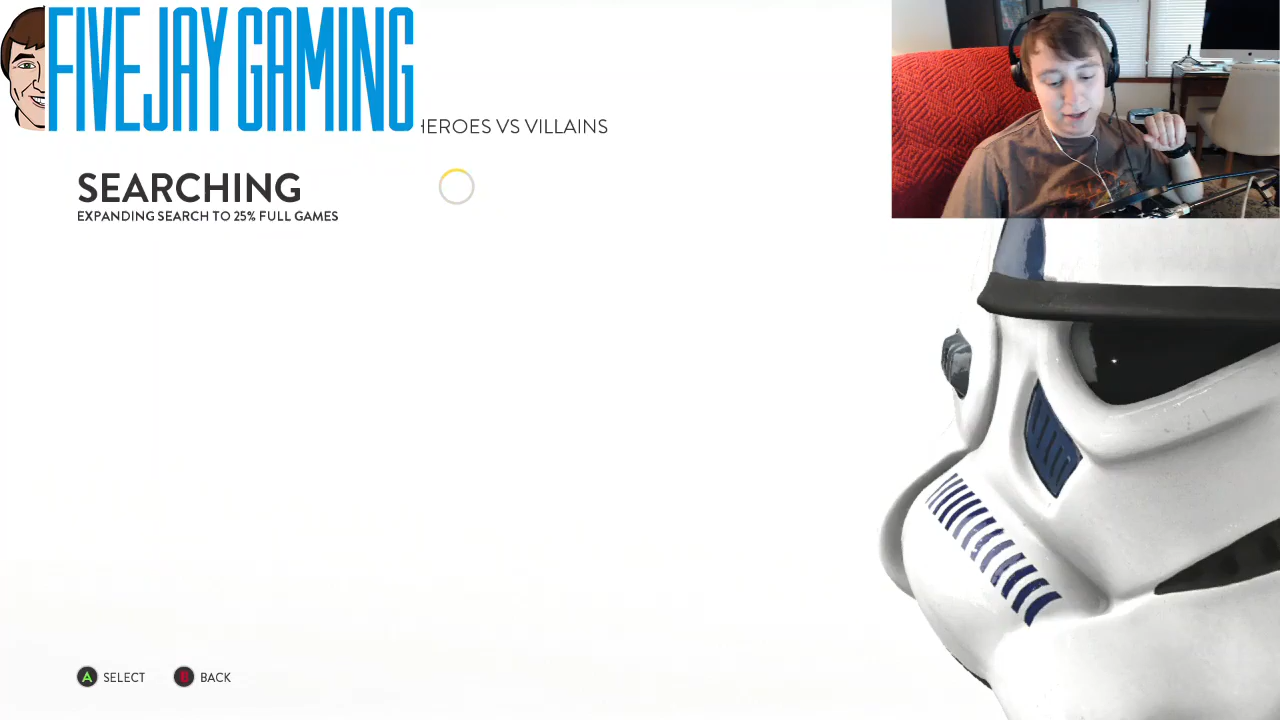 FIVEJAY GAMING
HEROES VS VILLAINS
SEARCHING
EXPANDING SEARCH TO 25% FULL GAMES
A SELECT B BACK